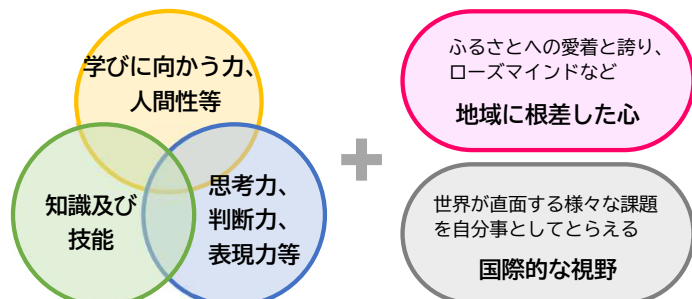 学びに向かう力、
人間性等
知識及び
技能
思考力、
判断力、
表現力等
ふるさとへの愛着と誇り、
ローズマインドなど
地域に根差した心
世界が直面する様々な課題
を自分事としてとらえる
国際的な視野